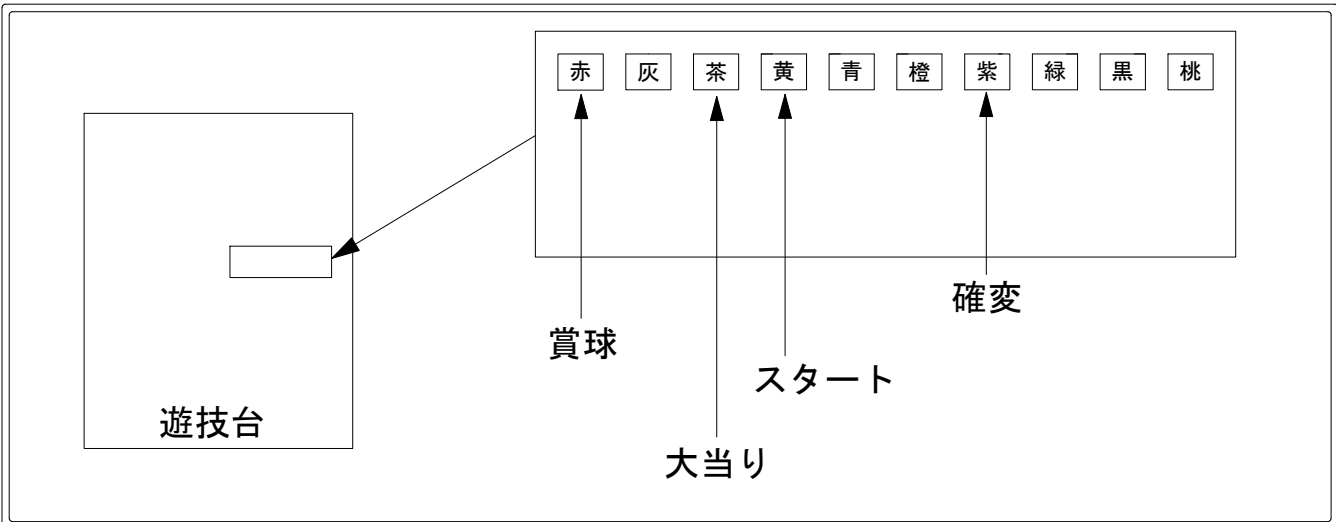 赤 灰 茶 黄 青 橙 紫 緑 黒 桃
確変
賞球
スタート
遊技台
大当り